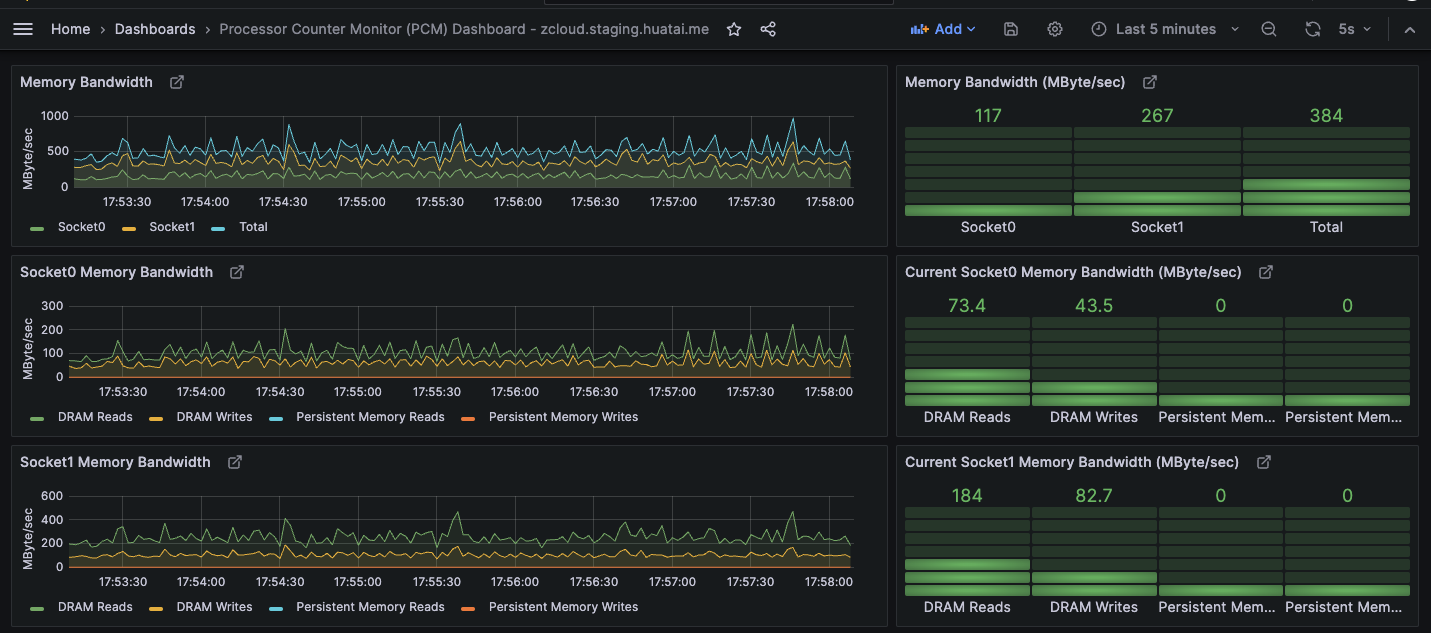 Home > Dashboards > Processor Counter Monitor (PCM) Dashboard - zcloud.staging.huatai.me
Add
Last 5 minutes
5s
Memory Bandwidth
MByte/sec
1000
500
0
17:53:30 17:54:00 17:54:30 17:55:00 17:55:30 17:56:00 17:56:30 17:57:00 17:57:30 17:58:00
Socket0 Socket1 Total
Memory Bandwidth (MByte/sec)
117 267 384
Socket0 Socket1 Total
Socket0 Memory Bandwidth
MByte/sec
300
200
100
0
17:53:30 17:54:00 17:54:30 17:55:00 17:55:30 17:56:00 17:56:30 17:57:00 17:57:30 17:58:00
DRAM Reads DRAM Writes Persistent Memory Reads Persistent Memory Writes
Current Socket0 Memory Bandwidth (MByte/sec)
73.4 43.5 0 0
DRAM Reads DRAM Writes Persistent Mem... Persistent Mem...
Socket1 Memory Bandwidth
MByte/sec
600
400
200
0
17:53:30 17:54:00 17:54:30 17:55:00 17:55:30 17:56:00 17:56:30 17:57:00 17:57:30 17:58:00
DRAM Reads DRAM Writes Persistent Memory Reads Persistent Memory Writes
Current Socket1 Memory Bandwidth (MByte/sec)
184 82.7 0 0
DRAM Reads DRAM Writes Persistent Mem... Persistent Mem...